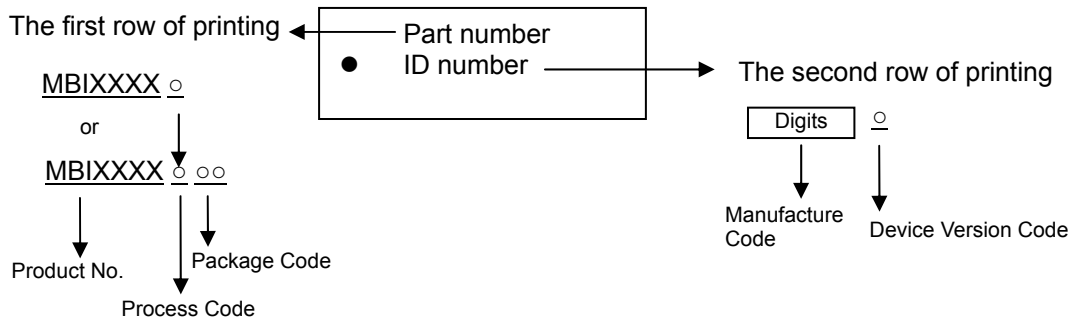 The first row of printing
Part number
● ID number
The second row of printing
MBIXXXX ○
or
MBIXXXX ○ ○○
Product No.
Package Code
Process Code
Digits ○
Manufacture
Code
Device Version Code